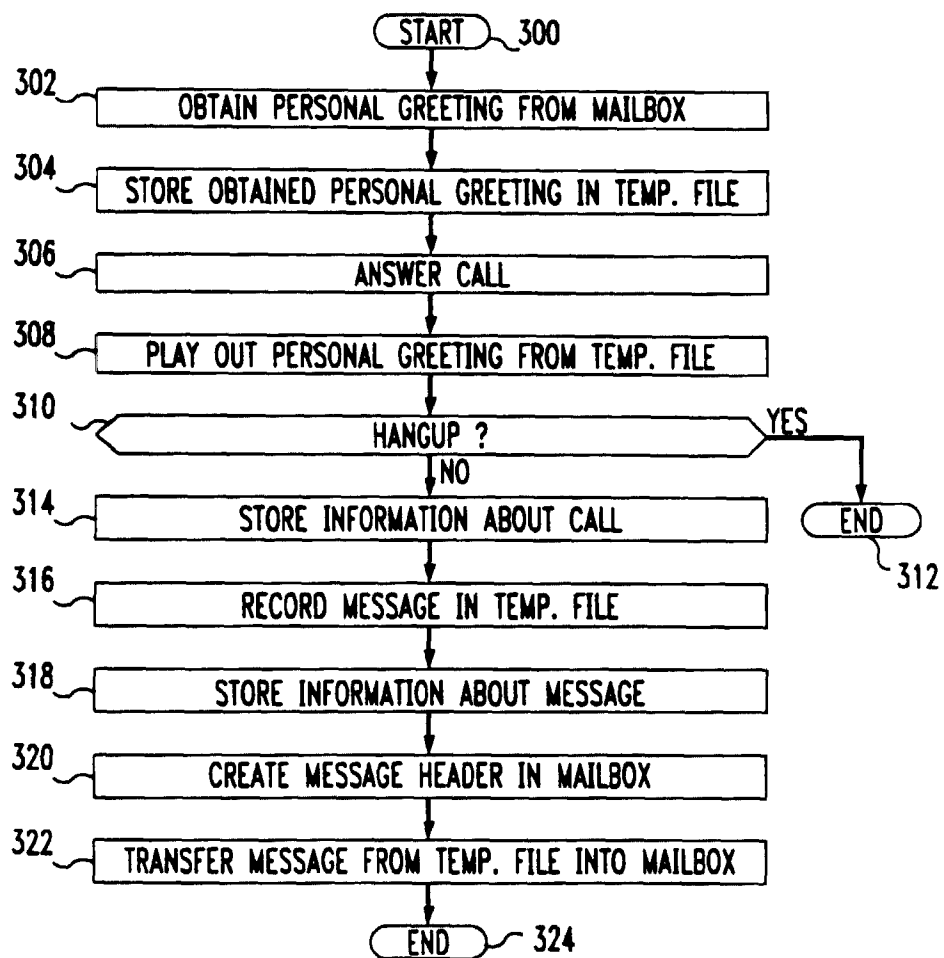 START 300
302 OBTAIN PERSONAL GREETING FROM MAILBOX
304 STORE OBTAINED PERSONAL GREETING IN TEMP. FILE
306 ANSWER CALL
308 PLAY OUT PERSONAL GREETING FROM TEMP. FILE
310 HANGUP ? YES
NO
314 STORE INFORMATION ABOUT CALL
END
312
316 RECORD MESSAGE IN TEMP. FILE
318 STORE INFORMATION ABOUT MESSAGE
320 CREATE MESSAGE HEADER IN MAILBOX
322 TRANSFER MESSAGE FROM TEMP. FILE INTO MAILBOX
END 324